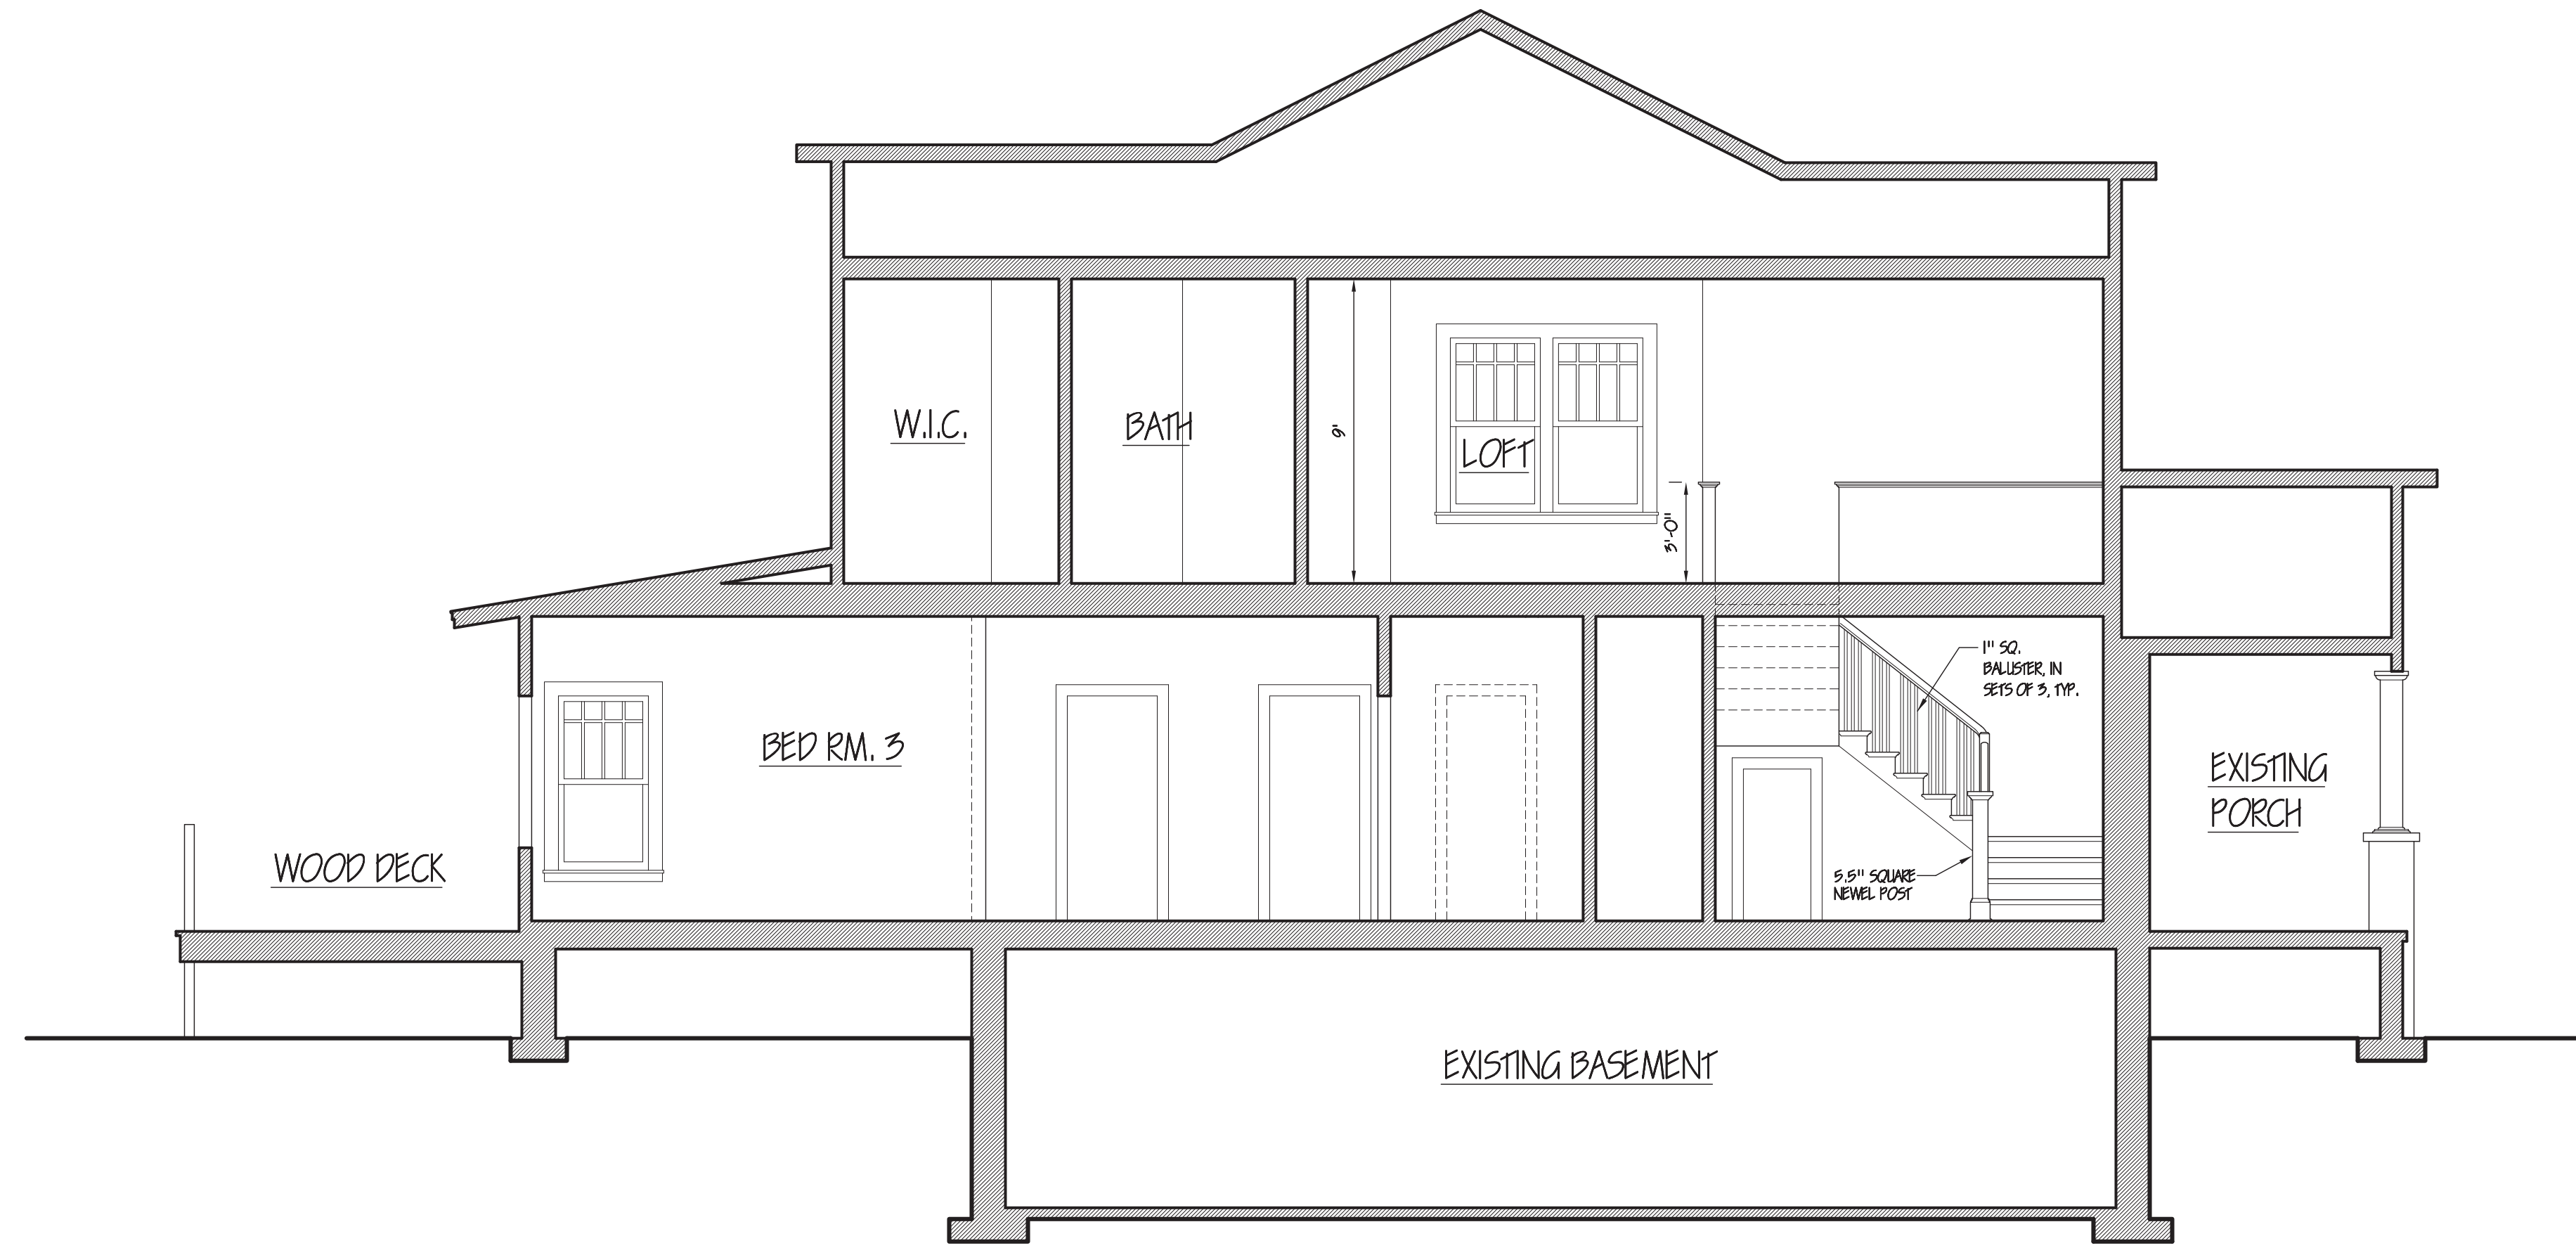 W.I.C.
BATH
9'
LOFT
3'-0"
1" SQ.
BALUSTER, IN
SETS OF 3, TYP.
BED RM. 3
EXISTING
PORCH
WOOD DECK
5.5" SQUARE
NEWEL POST
EXISTING BASEMENT